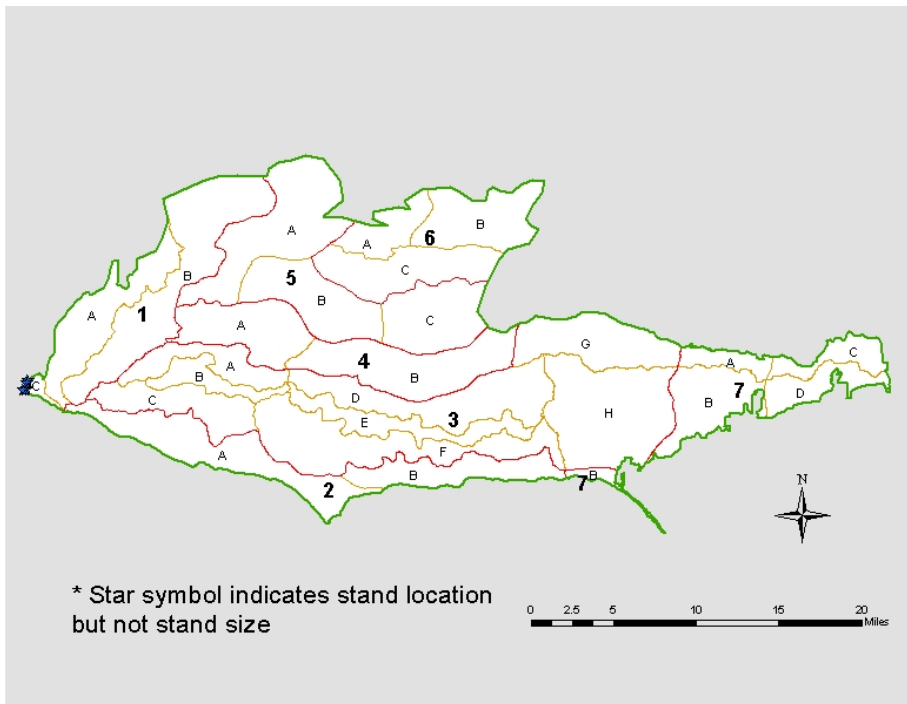 A
B
6
A
B
C
5
B
1
A
A
C
4
G
A
C
B
A
C
D
B
7
D
C
E
3
H
F
A
B
B
7
2
N
* Star symbol indicates stand location
but not stand size
0 2.5 5 10 15 20
Miles